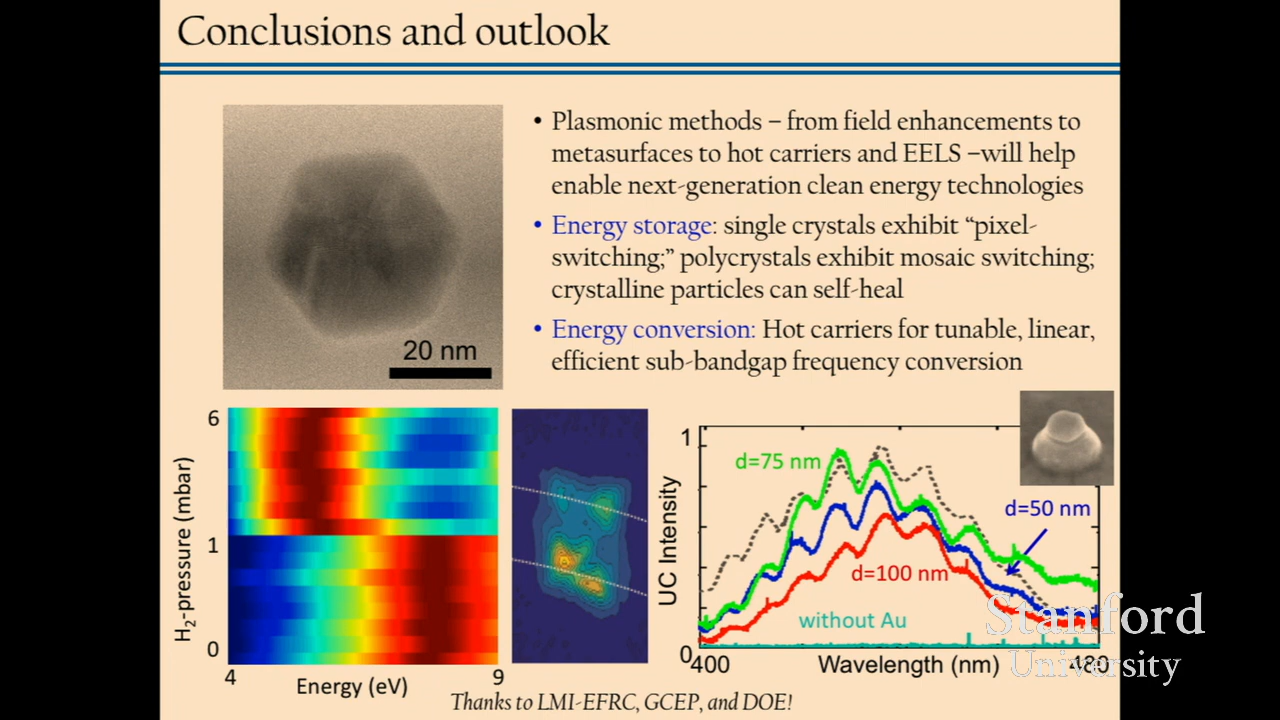 Conclusions and outlook
• Plasmonic methods – from field enhancements to
metasurfaces to hot carriers and EELS –will help
enable next-generation clean energy technologies
• Energy storage: single crystals exhibit “pixel-
switching;” polycrystals exhibit mosaic switching;
crystalline particles can self-heal
• Energy conversion: Hot carriers for tunable, linear,
efficient sub-bandgap frequency conversion
20 nm
6
1
0
H2-pressure (mbar)
4
9
Energy (eV)
1
0
UC Intensity
d=75 nm
d=50 nm
d=100 nm
without Au
400
Wavelength (nm)
480
Stanford
University
Thanks to LMI-EFRC, GCEP, and DOE!